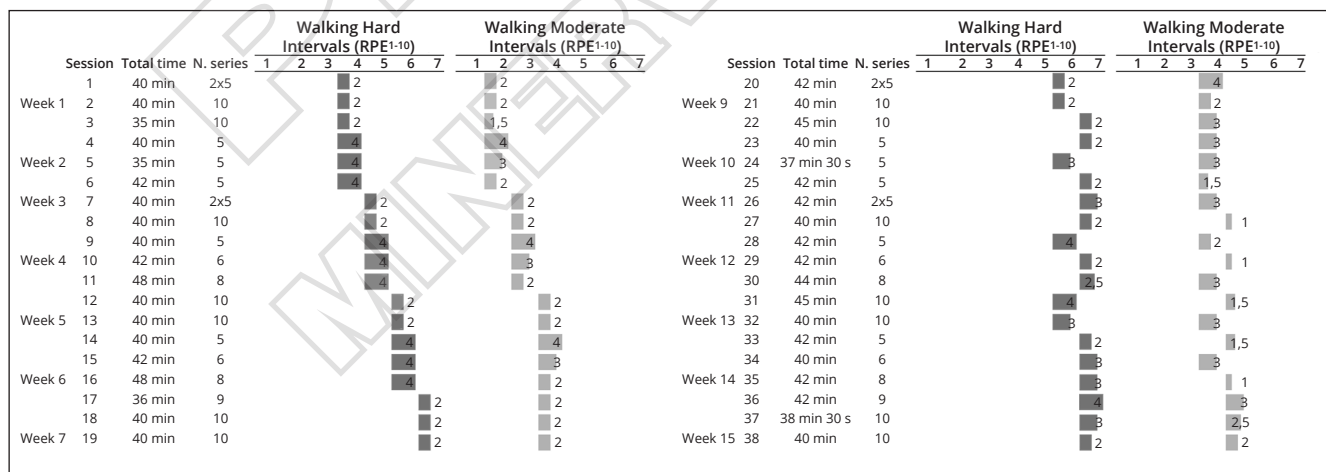 Walking Hard Walking Moderate
Intervals (RPE1-10) Intervals (RPE1-10)
Session Total time N. series 1 2 3 4 5 6 7 1 2 3 4 5 6 7
1 40 min 2x5 2 2
Week 1 2 40 min 10 2 2
3 35 min 10 2 1,5
4 40 min 5 4 4
Week 2 5 35 min 5 4 3
6 42 min 5 4 2
Week 3 7 40 min 2x5 2 2
8 40 min 10 2 2
9 40 min 5 4 4
Week 4 10 42 min 6 4 3
11 48 min 8 4 2
12 40 min 10 2 2
Week 5 13 40 min 10 2 2
14 40 min 5 4 4
15 42 min 6 4 3
Week 6 16 48 min 8 4 2
17 36 min 9 2 2
18 40 min 10 2 2
Week 7 19 40 min 10 2 2
Walking Hard Walking Moderate
Intervals (RPE1-10) Intervals (RPE1-10)
Session Total time N. series 1 2 3 4 5 6 7 1 2 3 4 5 6 7
20 42 min 2x5 2 4
Week 9 21 40 min 10 2 2
22 45 min 10 2 3
23 40 min 5 2 3
Week 10 24 37 min 30 s 5 3 3
25 42 min 5 2 1,5
Week 11 26 42 min 2x5 3 3
27 40 min 10 2 1
28 42 min 5 4 2
Week 12 29 42 min 6 2 1
30 44 min 8 2,5 3
31 45 min 10 4 1,5
Week 13 32 40 min 10 3 3
33 42 min 5 2 1,5
34 40 min 6 3 3
Week 14 35 42 min 8 3 1
36 42 min 9 4 3
37 38 min 30 s 10 3 2,5
Week 15 38 40 min 10 2 2